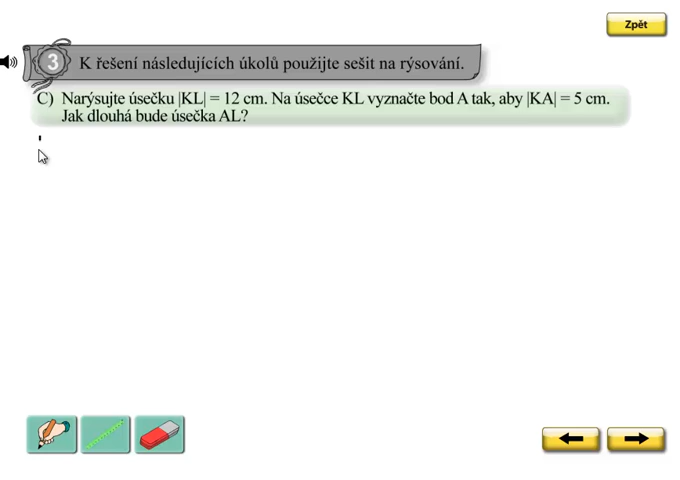 Zpět
3 K řešení následujících úkolů použijte sešit na rýsování.
C) Narýsujte úsečku |KL| = 12 cm. Na úsečce KL vyznačte bod A tak, aby |KA| = 5 cm.
Jak dlouhá bude úsečka AL?